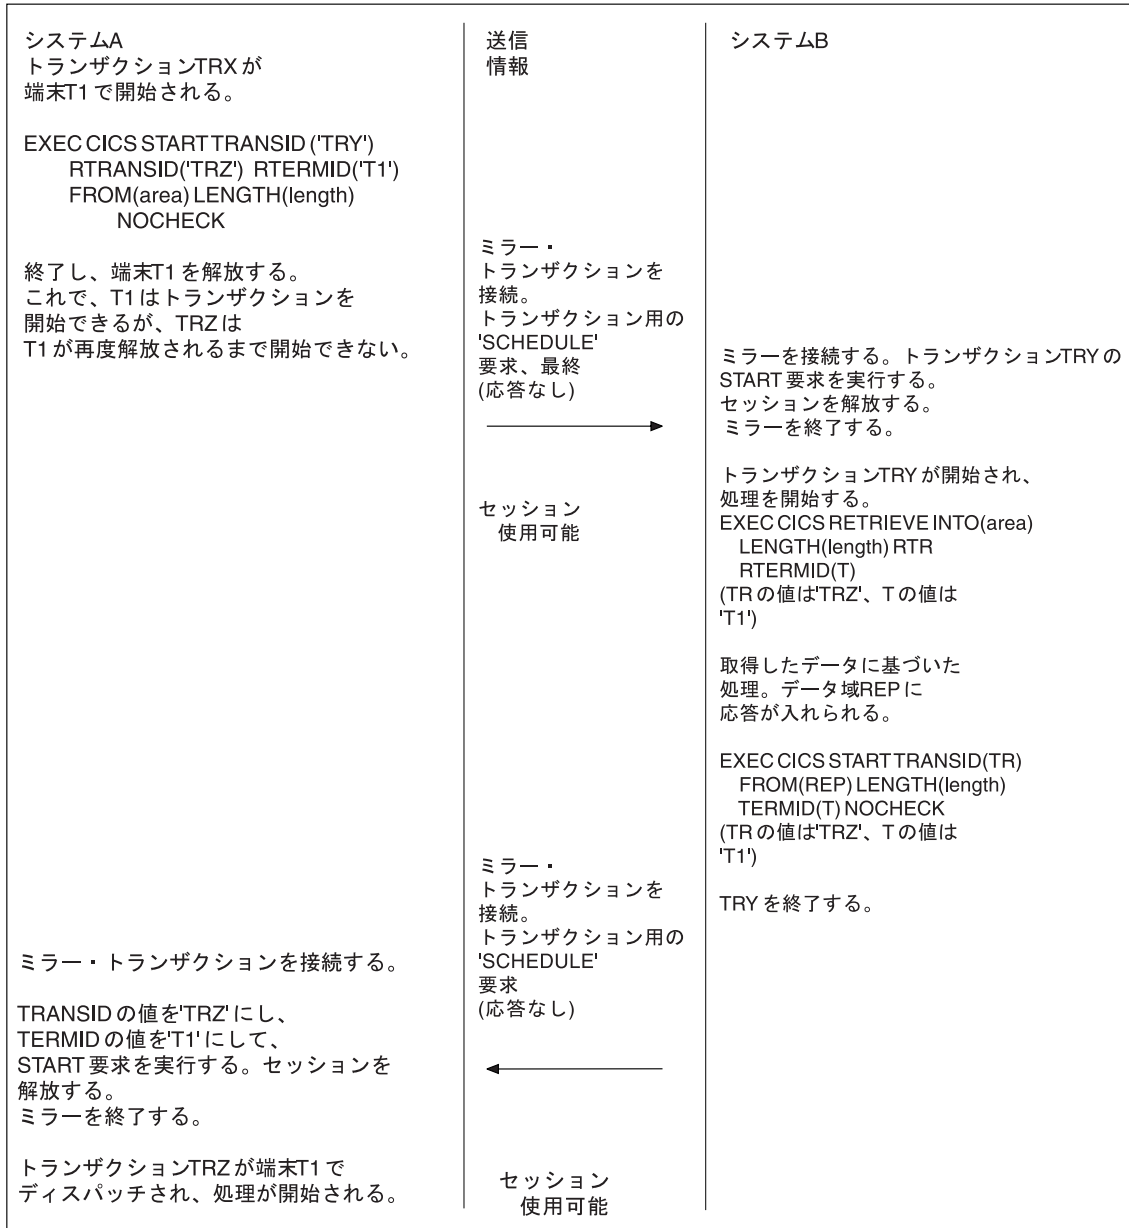 システムA
トランザクションTRXが
端末T1で開始される。
EXEC CICS START TRANSID ('TRY')
RTRANSID('TRZ') RTERMID('T1')
FROM(area) LENGTH(length)
NOCHECK
終了し、端末T1を解放する。
これで、T1はトランザクションを
開始できるが、TRZは
T1が再度解放されるまで開始できない。
送信
情報
ミラー・
トランザクションを
接続。
トランザクション用の
'SCHEDULE'
要求、最終
(応答なし)
システムB
ミラーを接続する。トランザクションTRYの
START要求を実行する。
セッションを解放する。
ミラーを終了する。
セッション
使用可能
トランザクションTRYが開始され、
処理を開始する。
EXEC CICS RETRIEVE INTO(area)
LENGTH(length) RTR
RTERMID(T)
(TRの値は'TRZ'、Tの値は
'T1')
取得したデータに基づいた
処理。データ域REPに
応答が入れられる。
EXEC CICS START TRANSID(TR)
FROM(REP) LENGTH(length)
TERMID(T) NOCHECK
(TRの値は'TRZ'、Tの値は
'T1')
TRYを終了する。
ミラー・
トランザクションを
接続。
トランザクション用の
'SCHEDULE'
要求
(応答なし)
ミラー・トランザクションを接続する。
TRANSIDの値を'TRZ'にし、
TERMIDの値を'T1'にして、
START要求を実行する。セッションを
解放する。
ミラーを終了する。
トランザクションTRZが端末T1で
ディスパッチされ、処理が開始される。
セッション
使用可能